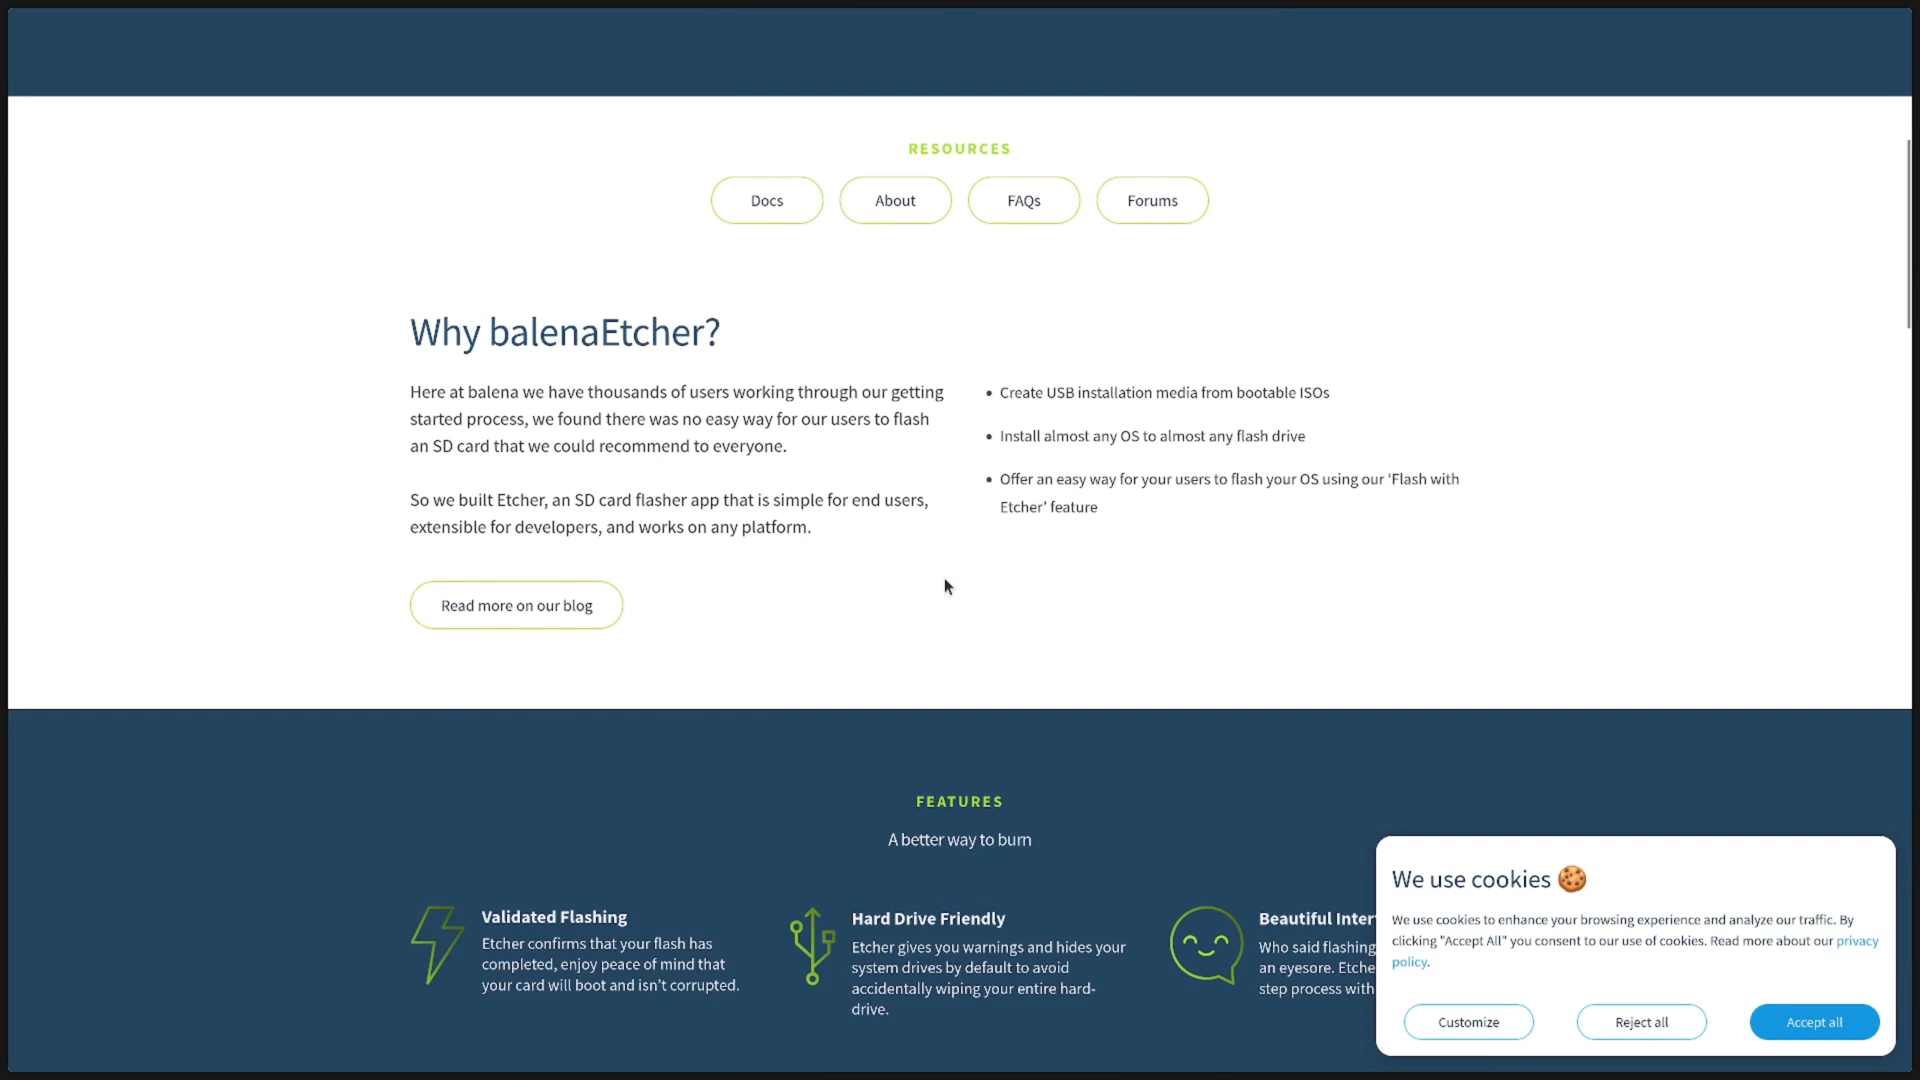 RESOURCES
Docs
About
FAQs
Forums
Why balenaEtcher?
Here at balena we have thousands of users working through our getting
started process, we found there was no easy way for our users to flash
an SD card that we could recommend to everyone.
So we built Etcher, an SD card flasher app that is simple for end users,
extensible for developers, and works on any platform.
Read more on our blog
• Create USB installation media from bootable ISOs
• Install almost any OS to almost any flash drive
• Offer an easy way for your users to flash your OS using our ‘Flash with
Etcher’ feature
FEATURES
A better way to burn
Validated Flashing
Etcher confirms that your flash has
completed, enjoy peace of mind that
your card will boot and isn’t corrupted.
Hard Drive Friendly
Etcher gives you warnings and hides your
system drives by default to avoid
accidentally wiping your entire hard-
drive.
Beautiful
Who said flashing
an eyesore.
step process with
We use cookies 🍪
We use cookies to enhance your browsing experience and analyze our traffic. By
clicking "Accept All" you consent to our use of cookies. Read more about our privacy
policy.
Customize
Reject all
Accept all